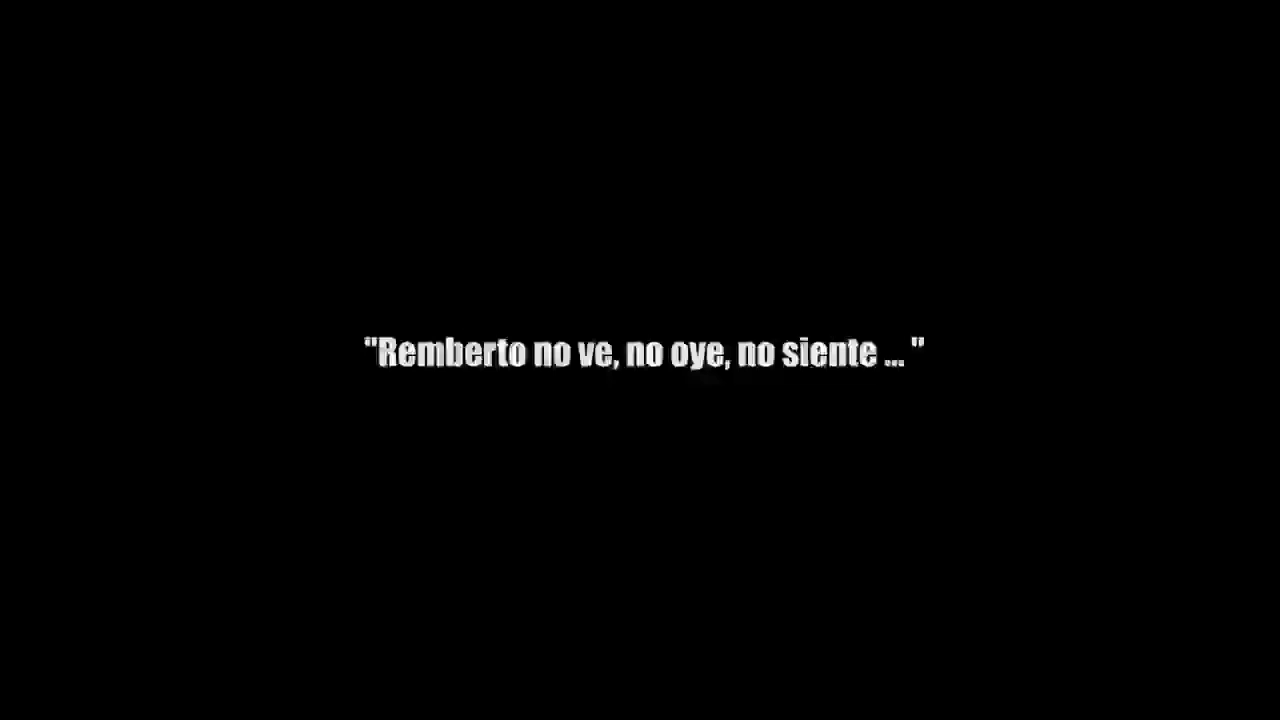 "Remberto no ve, no oye, no siente ... "